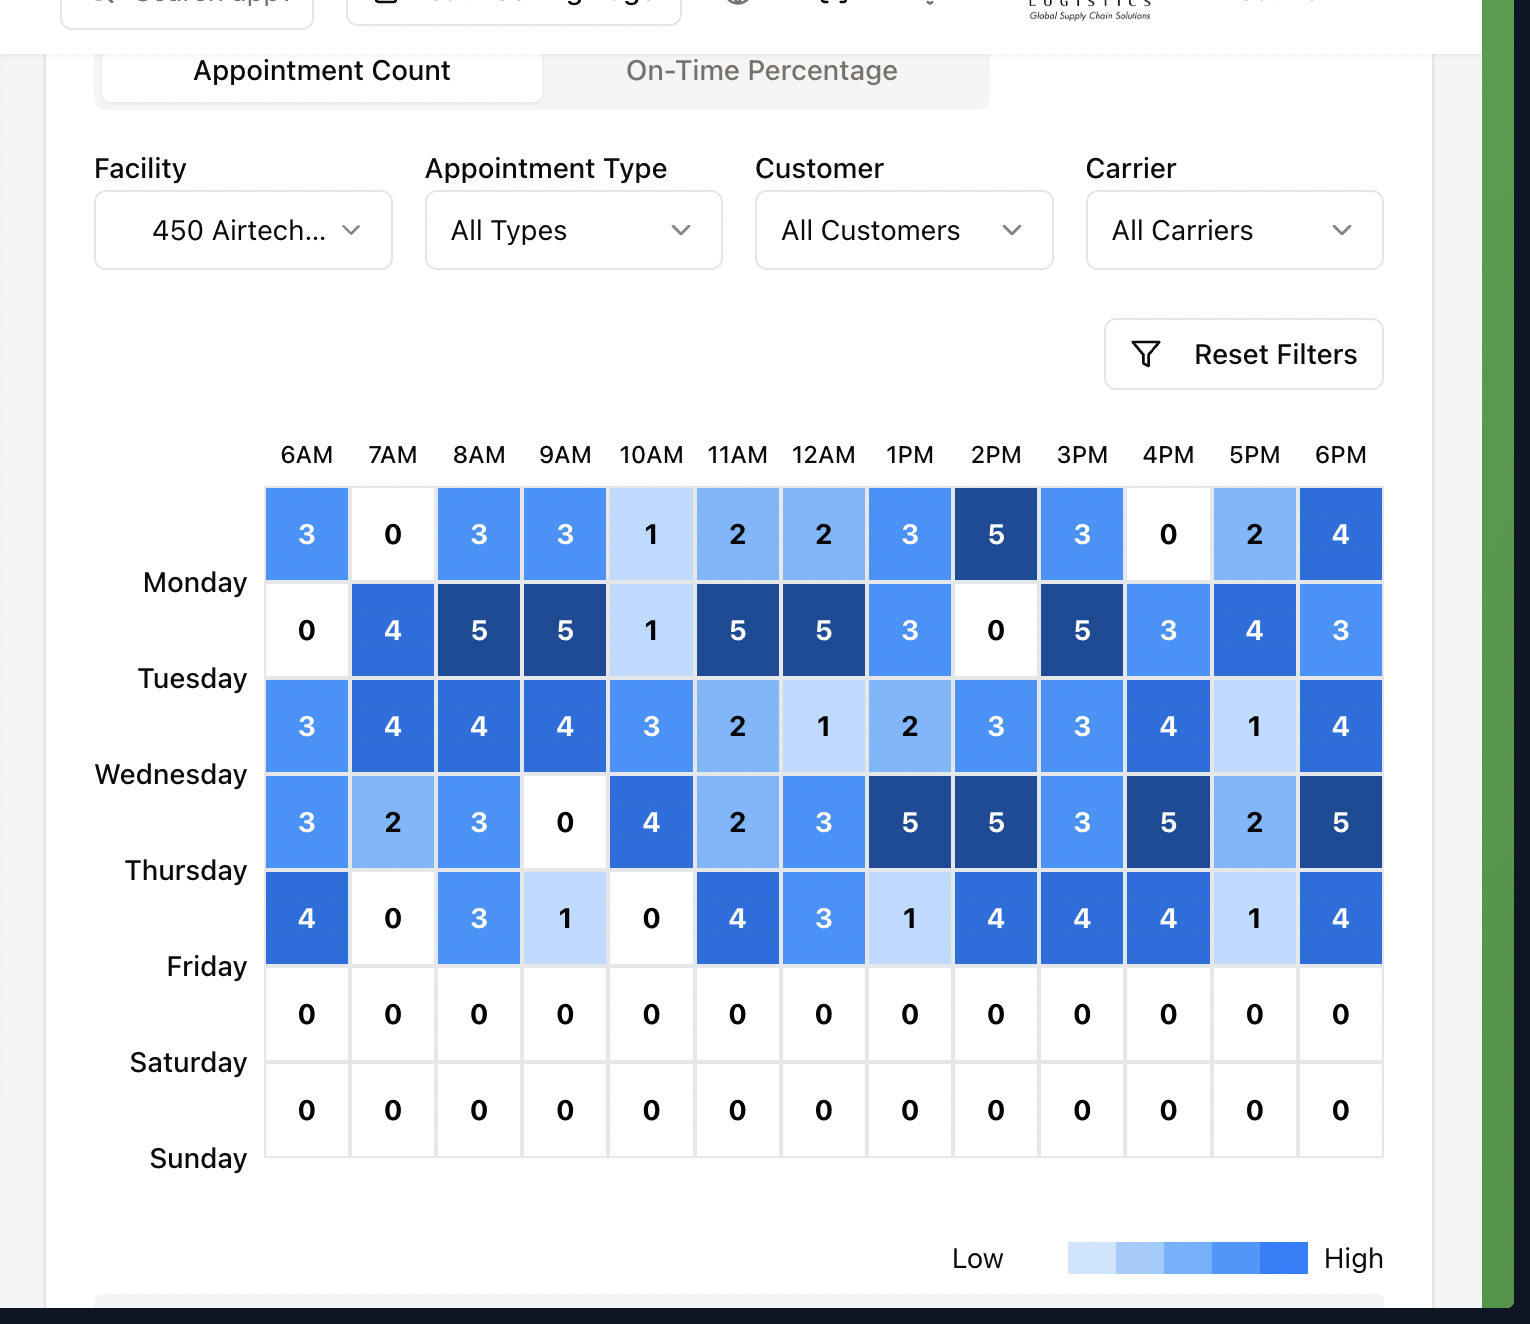 LOGISTICS
Global Supply Chain Solutions
Appointment Count
On-Time Percentage
Facility
Appointment Type
Customer
Carrier
450 Airtech...
All Types
All Customers
All Carriers
Reset Filters
6AM 7AM 8AM 9AM 10AM 11AM 12AM 1PM 2PM 3PM 4PM 5PM 6PM
3 0 3 3 1 2 2 3 5 3 0 2 4
Monday
0 4 5 5 1 5 5 3 0 5 3 4 3
Tuesday
3 4 4 4 3 2 1 2 3 3 4 1 4
Wednesday
3 2 3 0 4 2 3 5 5 3 5 2 5
Thursday
4 0 3 1 0 4 3 1 4 4 4 1 4
Friday
0 0 0 0 0 0 0 0 0 0 0 0 0
Saturday
0 0 0 0 0 0 0 0 0 0 0 0 0
Sunday
Low
High